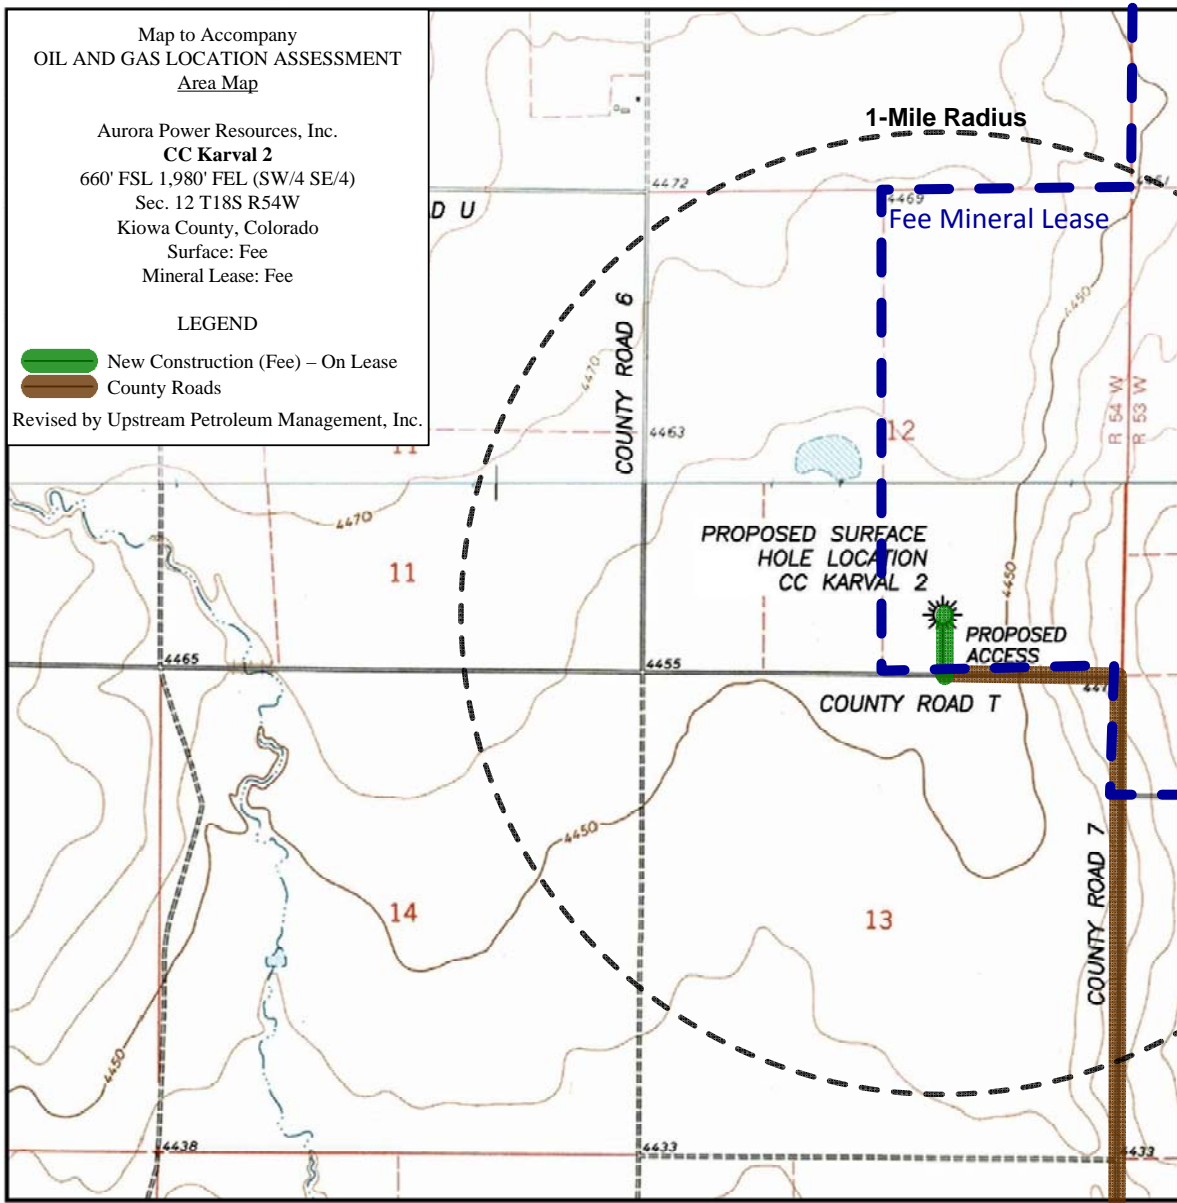 Map to Accompany
OIL AND GAS LOCATION ASSESSMENT
Area Map
Aurora Power Resources, Inc.
CC Karval 2
660' FSL 1,980' FEL (SW/4 SE/4)
Sec. 12 T18S R54W
Kiowa County, Colorado
Surface: Fee
Mineral Lease: Fee
LEGEND
New Construction (Fee) – On Lease
County Roads
Revised by Upstream Petroleum Management, Inc.
1-Mile Radius
4472
4469
Fee Mineral Lease
D U
COUNTY ROAD 6
4450
4470
R 54 W
R 53 W
4463
12
11
4470
PROPOSED SURFACE
HOLE LOCATION
CC KARVAL 2
11
4450
PROPOSED
ACCESS
4465
4455
COUNTY ROAD T
4450
COUNTY ROAD 7
14
13
4450
4438
4433
4433